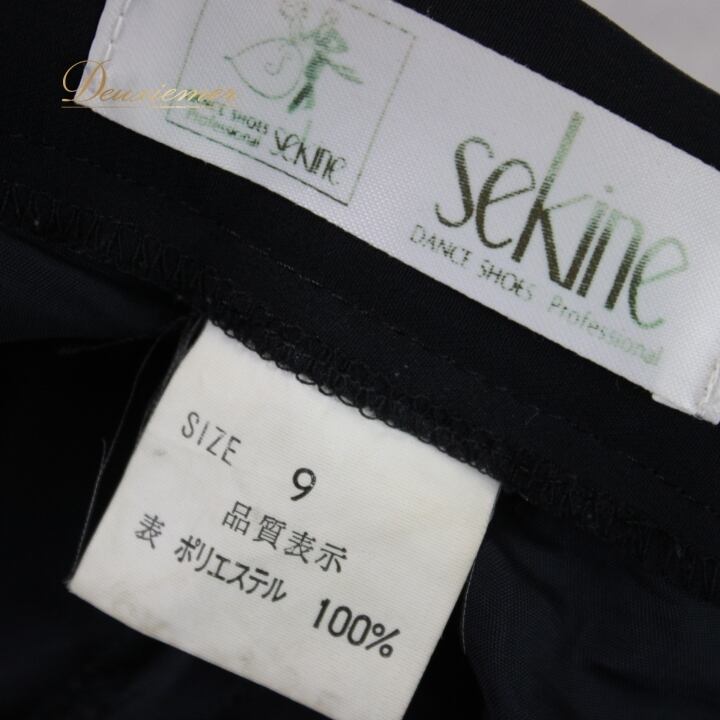 Deuxiemer
DANCE SHOES
Professional sekine
sekine
DANCE SHOES Professional
SIZE 9
品質表示
表 ポリエステル 100%